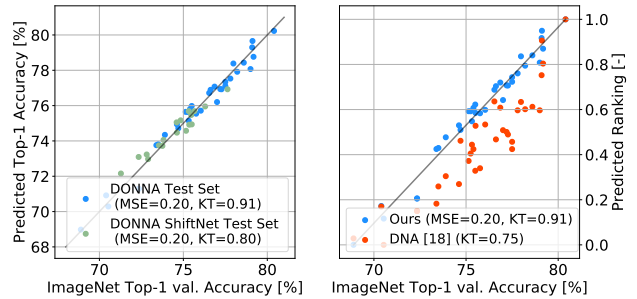 Predicted Top-1 Accuracy [%]
80
78
76
74
72
70
68
DONNA Test Set
(MSE=0.20, KT=0.91)
DONNA ShiftNet Test Set
(MSE=0.20, KT=0.80)
70 75 80
ImageNet Top-1 val. Accuracy [%]
Ours (MSE=0.20, KT=0.91)
DNA [18] (KT=0.75)
70 75 80
ImageNet Top-1 val. Accuracy [%]
1.0
0.8
0.6
0.4
0.2
0.0
Predicted Ranking [-]